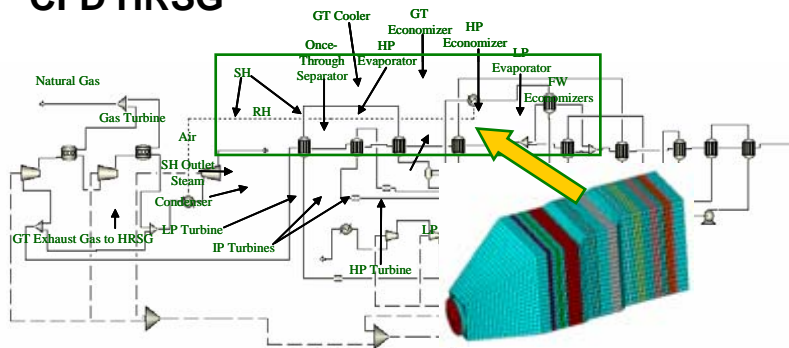 CFD HRSG
GT Cooler
GT
Economizer
HP
Economizer
Once-
Through
Separator
HP
Evaporator
LP
Evaporator
SH
FW
Economizers
Natural Gas
RH
Gas Turbine
Air
SH Outlet
Steam
Condenser
LP Turbine
LP
GT Exhaust Gas to HRSG
IP Turbines
HP Turbine